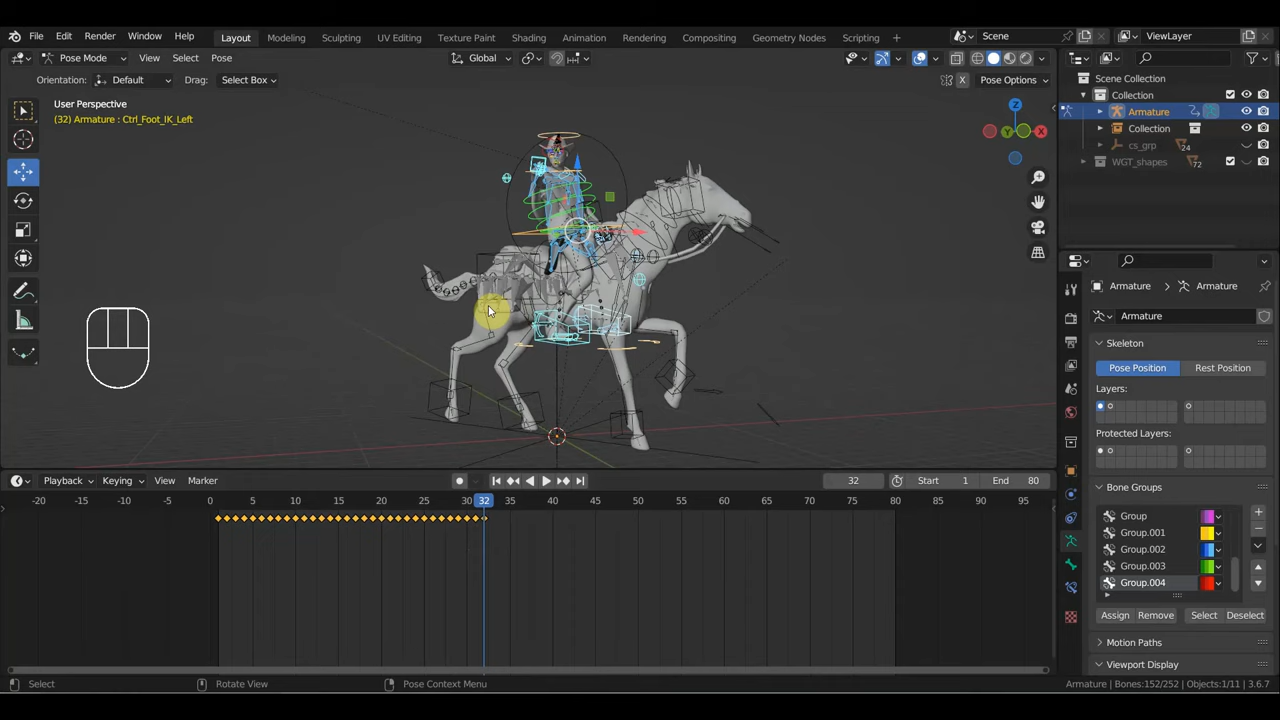 File Edit Render Window Help Layout Modeling Sculpting UV Editing Texture Paint Shading Animation Rendering Compositing Geometry Nodes Scripting + Scene ViewLayer
Pose Mode View Select Pose Global
Orientation: Default Drag: Select Box X Pose Options
User Perspective
(32) Armature : Ctrl_Foot_IK_Left
Z
X
Y
Scene Collection
Collection
Armature
Collection
cs_grp 24
WGT_shapes 72
Armature Armature
Armature
Skeleton
Pose Position Rest Position
Layers:
Protected Layers:
Bone Groups
Group
Group.001
Group.002
Group.003
Group.004
Assign Remove Select Deselect
Motion Paths
Viewport Display
Playback Keying View Marker 32 Start 1 End 80
-20 -15 -10 -5 0 5 10 15 20 25 30 32 35 40 45 50 55 60 65 70 75 80 85 90 95
Select Rotate View Pose Context Menu Armature | Bones:152/252 | Objects:1/11 | 3.6.7